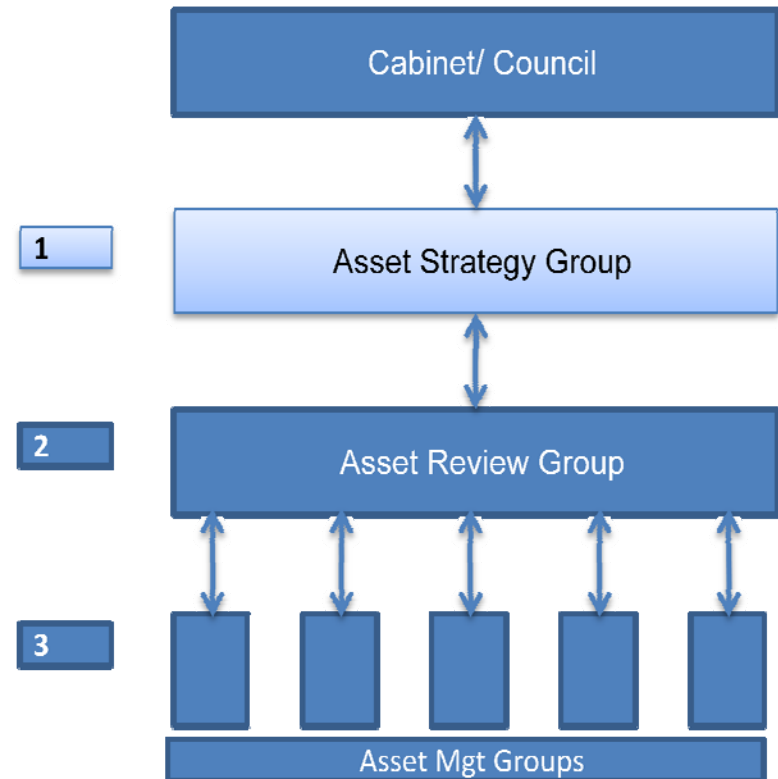 Cabinet/ Council
1
Asset Strategy Group
2
Asset Review Group
3
Asset Mgt Groups